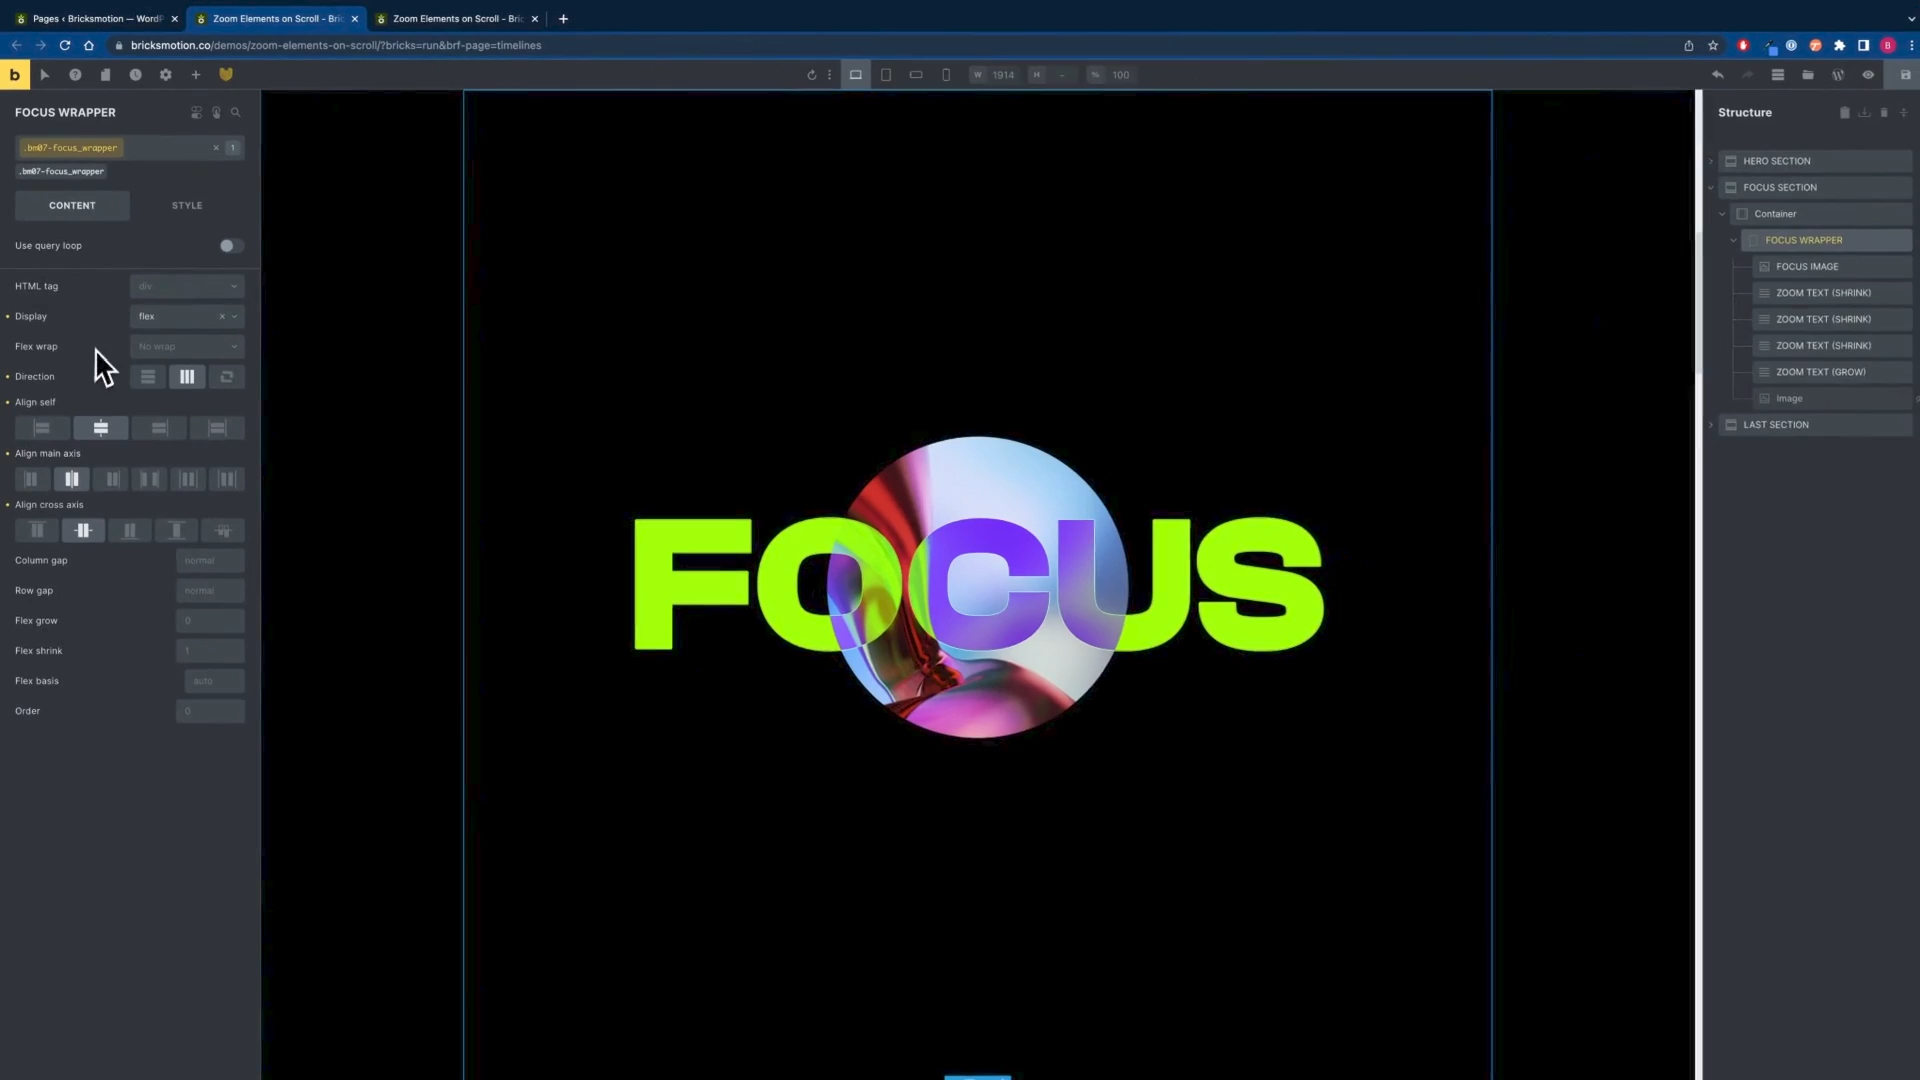 Pages ‹ Bricksmotion — WordP
Zoom Elements on Scroll - Bric
Zoom Elements on Scroll - Bric
bricksmotion.co/demos/zoom-elements-on-scroll/?bricks=run&brf-page=timelines
b
W 1914 H - % 100
B
FOCUS WRAPPER
.bm07-focus_wrapper
1
.bm07-focus_wrapper
CONTENT
STYLE
Use query loop
HTML tag
div
Display
flex
Flex wrap
No wrap
Direction
Align self
Align main axis
Align cross axis
Column gap
normal
Row gap
normal
Flex grow
0
Flex shrink
1
Flex basis
auto
Order
0
FOCUS
Structure
HERO SECTION
FOCUS SECTION
Container
FOCUS WRAPPER
FOCUS IMAGE
ZOOM TEXT (SHRINK)
ZOOM TEXT (SHRINK)
ZOOM TEXT (SHRINK)
ZOOM TEXT (GROW)
Image
LAST SECTION